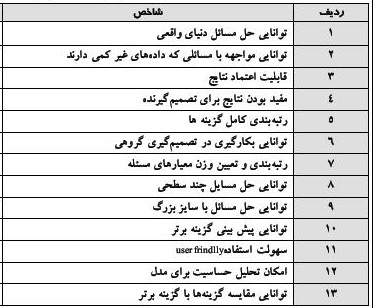 ردیف شاخص
۱ توانایی حل مسائل دنیای واقعی
۲ توانایی مواجهه با مسائلی که داده‌های غیر کمی دارند
۳ قابلیت اعتماد نتایج
۴ مفید بودن نتایج برای تصمیم‌گیرنده
۵ رتبه‌بندی کامل گزینه ها
۶ توانایی بکارگیری در تصمیم‌گیری گروهی
۷ رتبه‌بندی و تعیین وزن معیارهای مسئله
۸ توانایی حل مسایل چند سطحی
۹ توانایی حل مسائل با سایز بزرگ
۱۰ توانایی پیش بینی گزینه برتر
۱۱ سهولت استفادهuser frindlly
۱۲ امکان تحلیل حساسیت برای مدل
۱۳ توانایی مقایسه گزینه‌ها با گزینه برتر